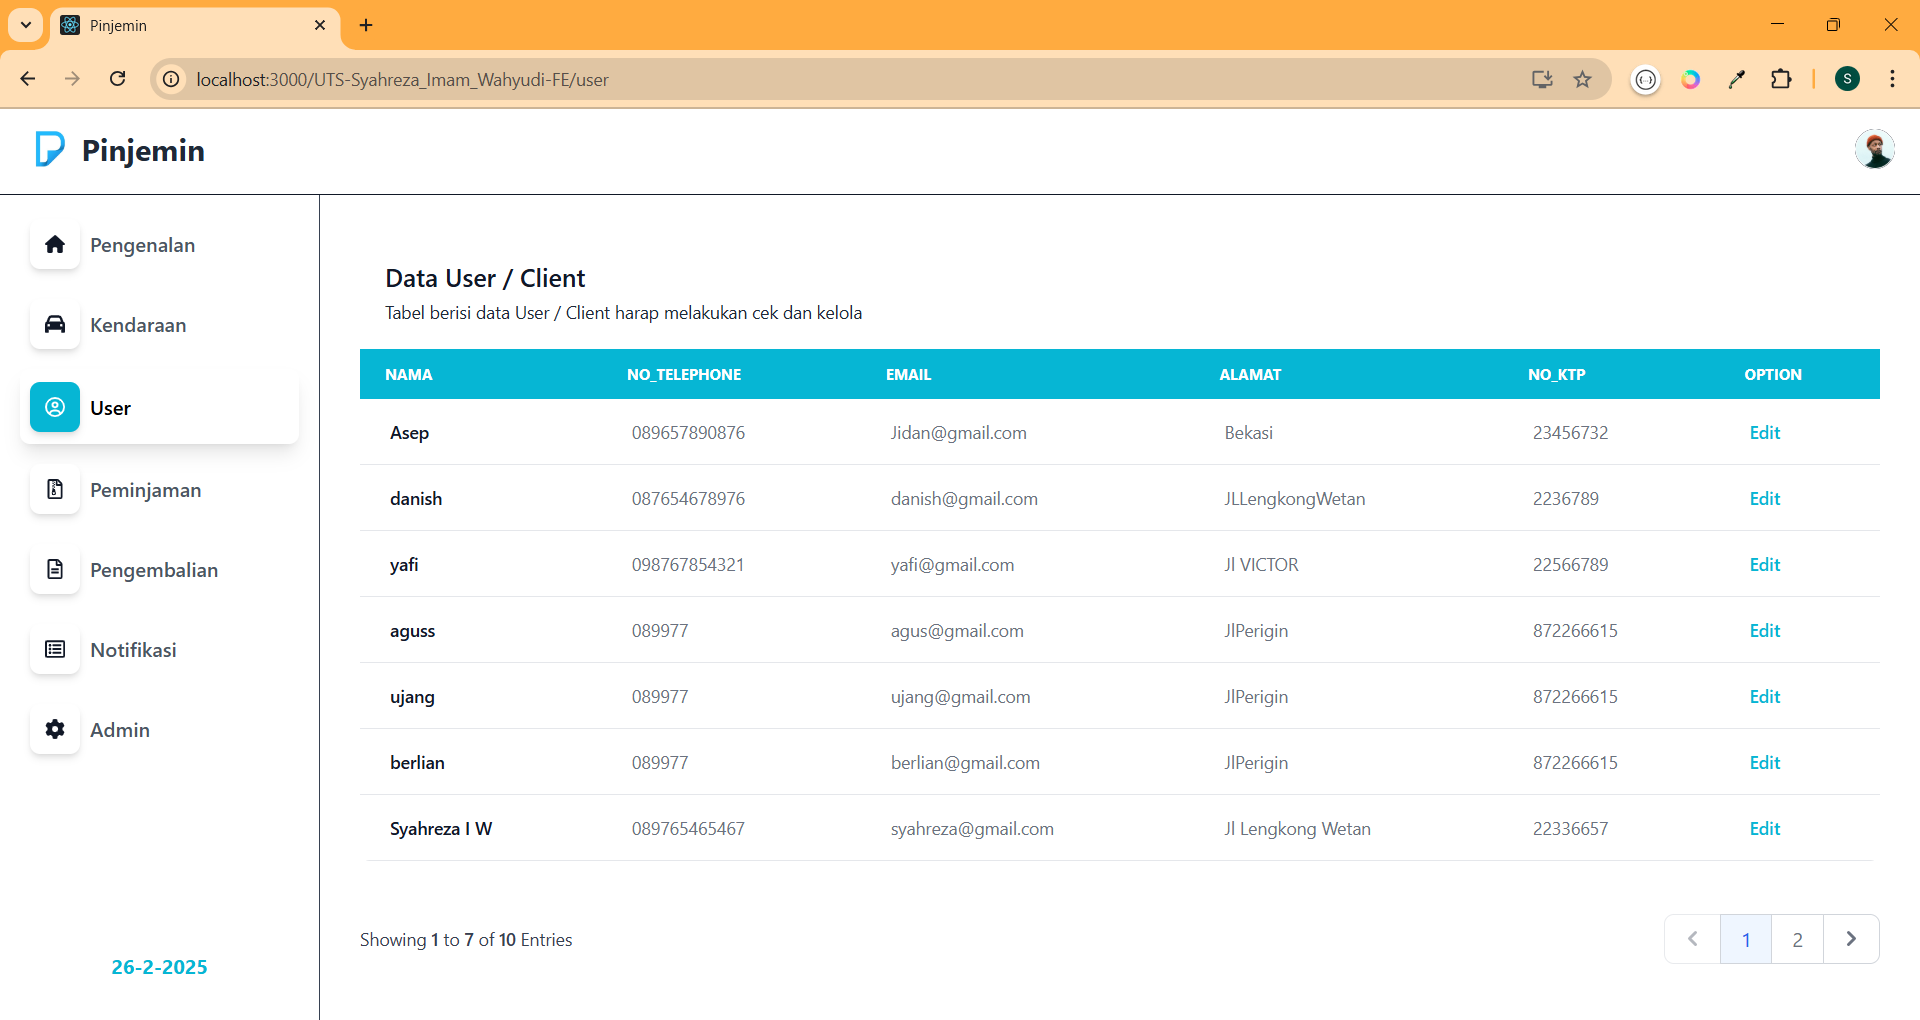 Pinjemin
localhost:3000/UTS-Syahreza_Imam_Wahyudi-FE/user
S
Pinjemin
Pengenalan
Kendaraan
User
Peminjaman
Pengembalian
Notifikasi
Admin
26-2-2025
Data User / Client
Tabel berisi data User / Client harap melakukan cek dan kelola
NAMA NO_TELEPHONE EMAIL ALAMAT NO_KTP OPTION
Asep 089657890876 Jidan@gmail.com Bekasi 23456732 Edit
danish 087654678976 danish@gmail.com JLLengkongWetan 2236789 Edit
yafi 098767854321 yafi@gmail.com Jl VICTOR 22566789 Edit
aguss 089977 agus@gmail.com JlPerigin 872266615 Edit
ujang 089977 ujang@gmail.com JlPerigin 872266615 Edit
berlian 089977 berlian@gmail.com JlPerigin 872266615 Edit
Syahreza I W 089765465467 syahreza@gmail.com Jl Lengkong Wetan 22336657 Edit
Showing 1 to 7 of 10 Entries
1 2